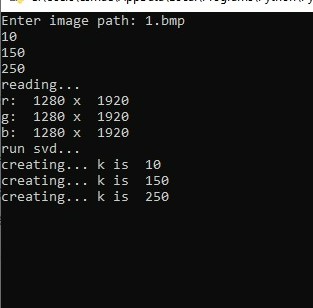 Enter image path: 1.bmp
10
150
250
reading...
r:  1280 x  1920
g:  1280 x  1920
b:  1280 x  1920
run svd...
creating... k is  10
creating... k is  150
creating... k is  250